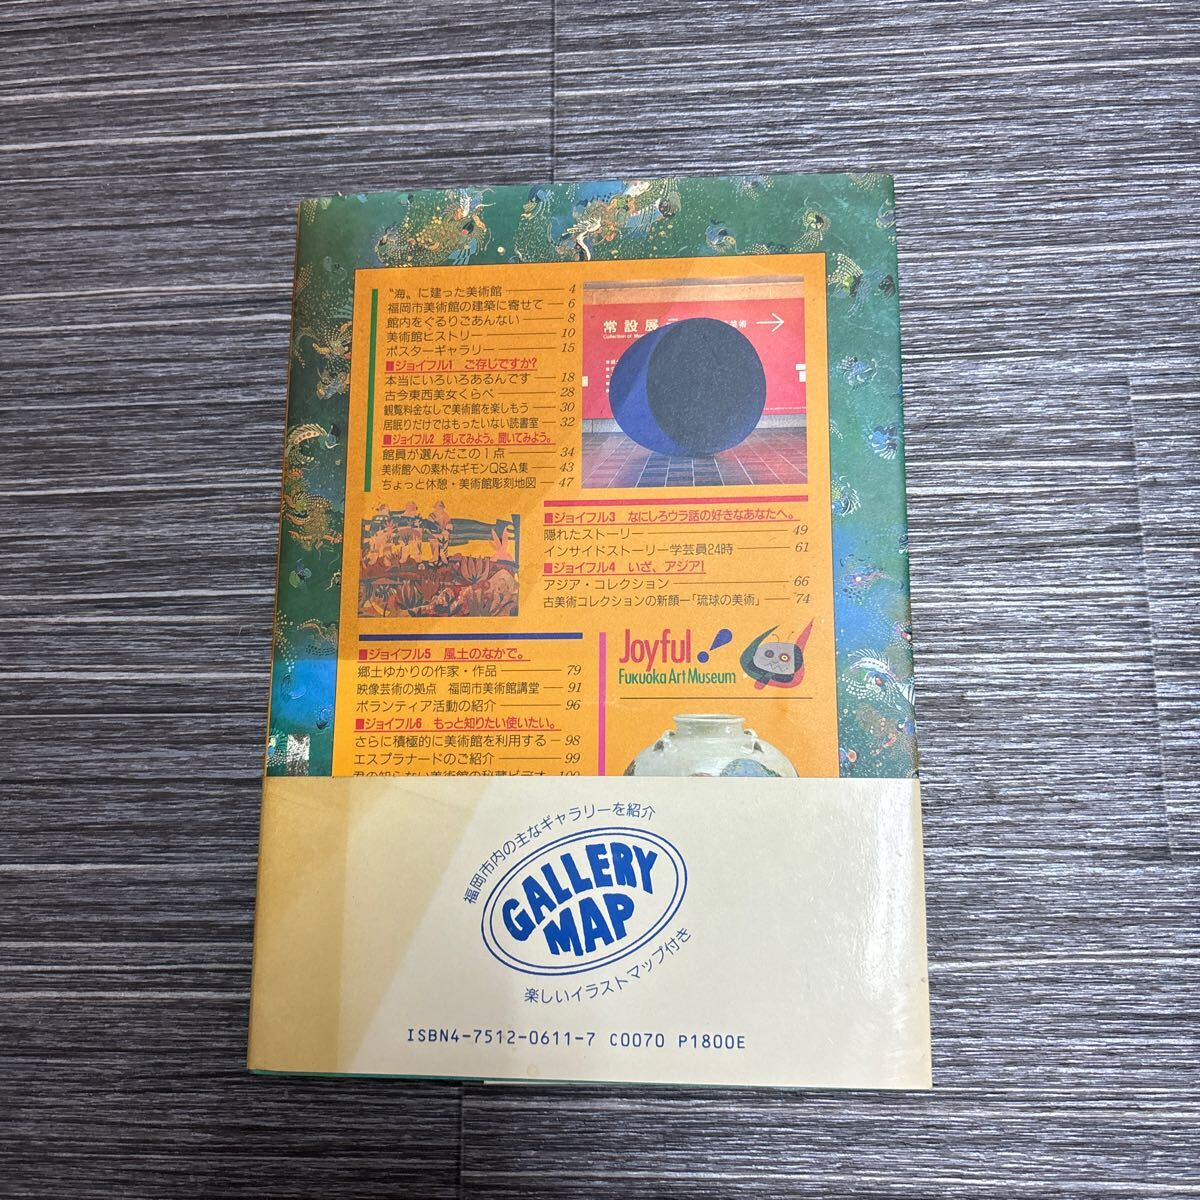 〝海〟に建った美術館 4
福岡市美術館の建築に寄せて 6
館内をぐるりごあんない 8
美術館ヒストリー 10
ポスターギャラリー 15
■ジョイフル1 ご存じですか?
本当にいろいろあるんです 18
古今東西美女くらべ 28
観覧料金なしで美術館を楽しもう 30
居眠りだけではもったいない読書室 32
■ジョイフル2 探してみよう。聞いてみよう。
館員が選んだこの1点 34
美術館への素朴なギモンQ&A集 43
ちょっと休憩・美術館彫刻地図 47
常設展
美術
Collection of
■ジョイフル3 なにしろウラ話の好きなあなたへ。
隠れたストーリー 49
インサイドストーリー学芸員24時 61
■ジョイフル4 いざ、アジア!
アジア・コレクション 66
古美術コレクションの新顔―「琉球の美術」 74
■ジョイフル5 風土のなかで。
郷土ゆかりの作家・作品 79
映像芸術の拠点 福岡市美術館講堂 91
ボランティア活動の紹介 96
■ジョイフル6 もっと知りたい使いたい。
さらに積極的に美術館を利用する 98
エスプラナードのご紹介 99
君の知らない美術館の秘蔵ビデオ 100
Joyful!
Fukuoka Art Museum
福岡市内の主なギャラリーを紹介
GALLERY
MAP
楽しいイラストマップ付き
ISBN4-7512-0611-7 C0070 P1800E